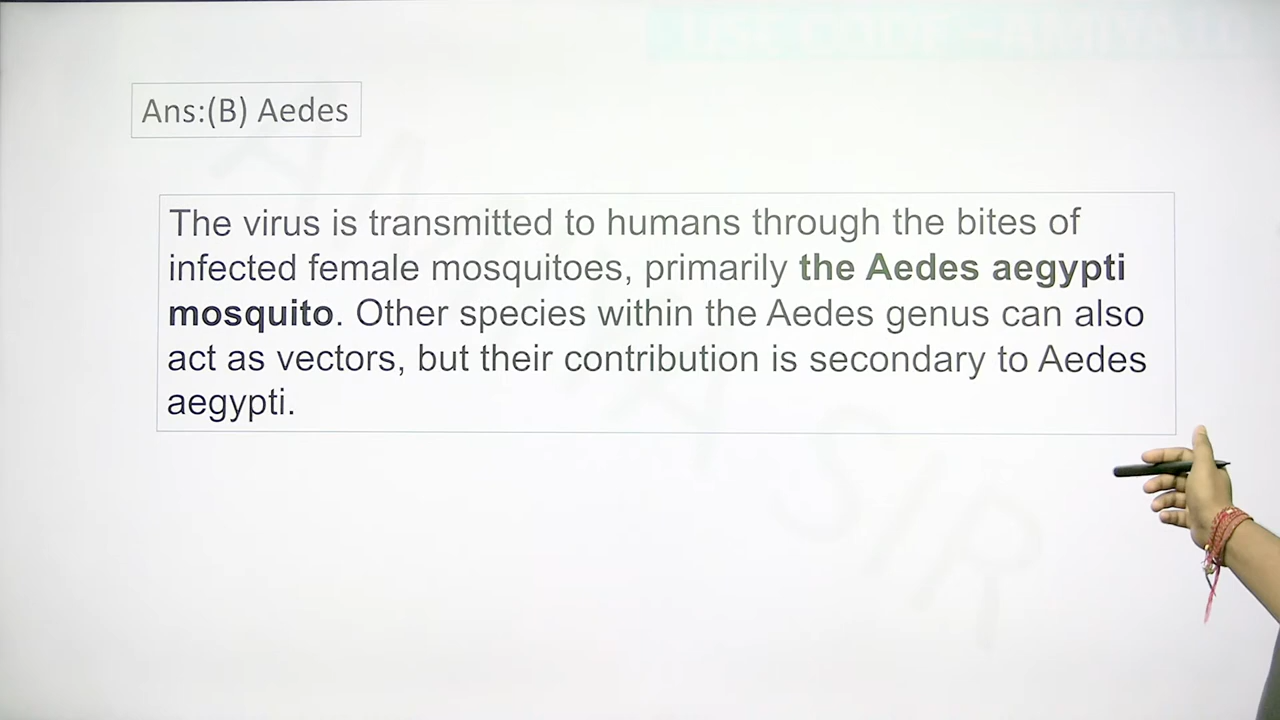 Ans:(B) Aedes
The virus is transmitted to humans through the bites of
infected female mosquitoes, primarily the Aedes aegypti
mosquito. Other species within the Aedes genus can also
act as vectors, but their contribution is secondary to Aedes
aegypti.